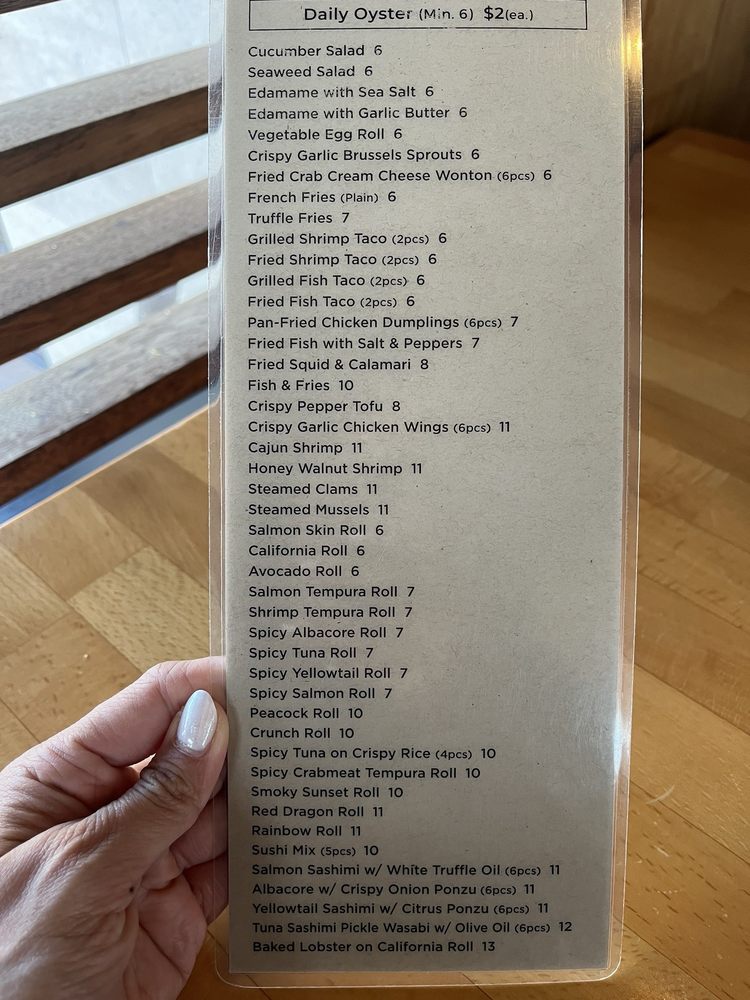 Daily Oyster (Min. 6) $2(ea.)
Cucumber Salad 6
Seaweed Salad 6
Edamame with Sea Salt 6
Edamame with Garlic Butter 6
Vegetable Egg Roll 6
Crispy Garlic Brussels Sprouts 6
Fried Crab Cream Cheese Wonton (6pcs) 6
French Fries (Plain) 6
Truffle Fries 7
Grilled Shrimp Taco (2pcs) 6
Fried Shrimp Taco (2pcs) 6
Grilled Fish Taco (2pcs) 6
Fried Fish Taco (2pcs) 6
Pan-Fried Chicken Dumplings (6pcs) 7
Fried Fish with Salt & Peppers 7
Fried Squid & Calamari 8
Fish & Fries 10
Crispy Pepper Tofu 8
Crispy Garlic Chicken Wings (6pcs) 11
Cajun Shrimp 11
Honey Walnut Shrimp 11
Steamed Clams 11
Steamed Mussels 11
Salmon Skin Roll 6
California Roll 6
Avocado Roll 6
Salmon Tempura Roll 7
Shrimp Tempura Roll 7
Spicy Albacore Roll 7
Spicy Tuna Roll 7
Spicy Yellowtail Roll 7
Spicy Salmon Roll 7
Peacock Roll 10
Crunch Roll 10
Spicy Tuna on Crispy Rice (4pcs) 10
Spicy Crabmeat Tempura Roll 10
Smoky Sunset Roll 10
Red Dragon Roll 11
Rainbow Roll 11
Sushi Mix (5pcs) 10
Salmon Sashimi w/ White Truffle Oil (6pcs) 11
Albacore w/ Crispy Onion Ponzu (6pcs) 11
Yellowtail Sashimi w/ Citrus Ponzu (6pcs) 11
Tuna Sashimi Pickle Wasabi w/ Olive Oil (6pcs) 12
Baked Lobster on California Roll 13